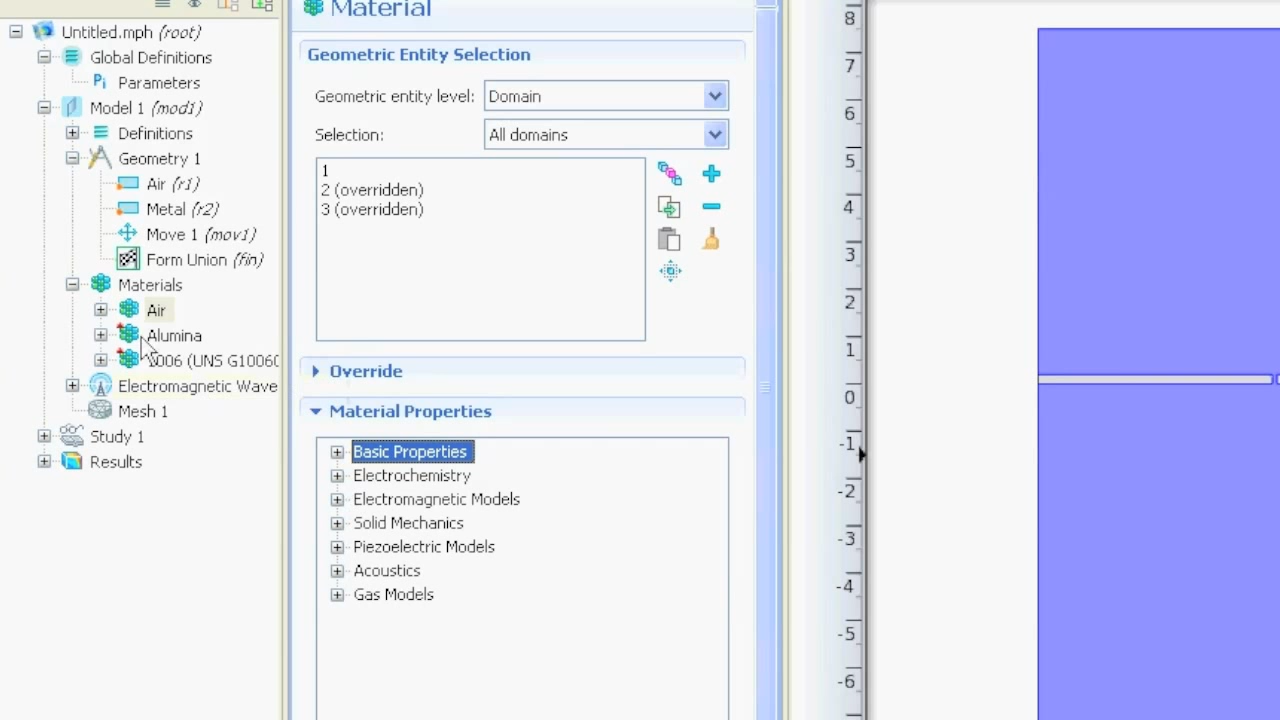 Untitled.mph (root)
Global Definitions
Pi Parameters
Model 1 (mod1)
Definitions
Geometry 1
Air (r1)
Metal (r2)
Move 1 (mov1)
Form Union (fin)
Materials
Air
Alumina
1006 (UNS G10060
Electromagnetic Wave
Mesh 1
Study 1
Results
Material
Geometric Entity Selection
Geometric entity level: Domain
Selection: All domains
1
2 (overridden)
3 (overridden)
Override
Material Properties
Basic Properties
Electrochemistry
Electromagnetic Models
Solid Mechanics
Piezoelectric Models
Acoustics
Gas Models
8
7
6
5
4
3
2
1
0
-1
-2
-3
-4
-5
-6